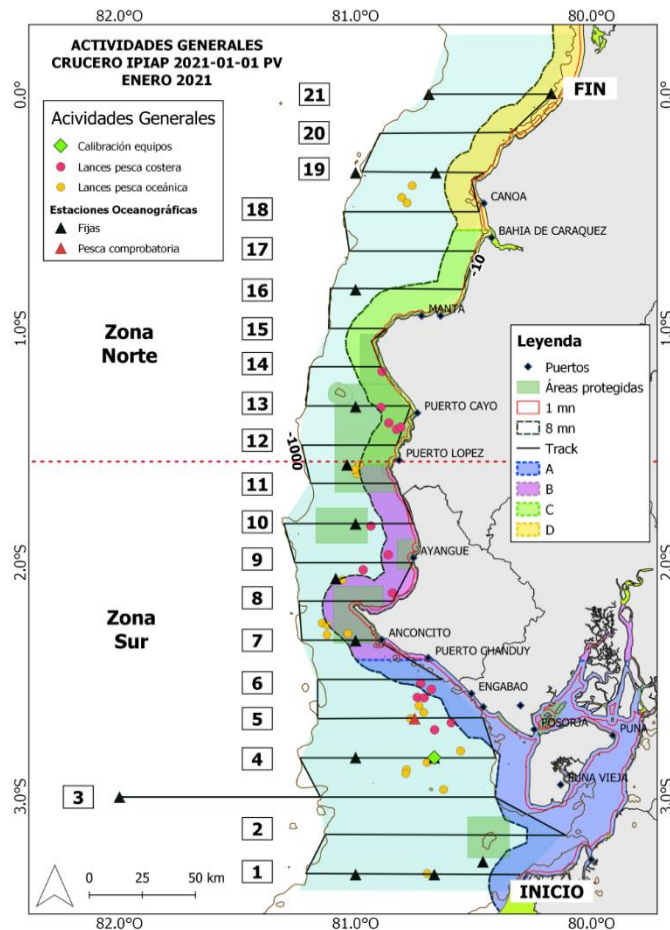 82.0°O
81.0°O
80.0°O
ACTIVIDADES GENERALES
CRUCERO IPIAP 2021-01-01 PV
ENERO 2021
Actividades Generales
Calibración equipos
Lances pesca costera
Lances pesca oceánica
Estaciones Oceanográficas
Fijas
Pesca comprobatoria
0.0°
0.0°
FIN
21
20
19
18
17
16
15
14
13
12
11
10
9
8
7
6
5
4
3
2
1
CANOA
BAHIA DE CARAQUEZ
-10
MANTA
1.0°S
1.0°S
Zona
Norte
Leyenda
Puertos
Áreas protegidas
1 mn
8 mn
Track
A
B
C
D
PUERTO CAYO
-1000
PUERTO LOPEZ
AYANGUE
2.0°S
2.0°S
Zona
Sur
ANCONCITO
PUERTO CHANDUY
ENGABAO
POSORJA
PUNA
PUNA VIEJA
3.0°S
3.0°S
0
25
50 km
INICIO
82.0°O
81.0°O
80.0°O